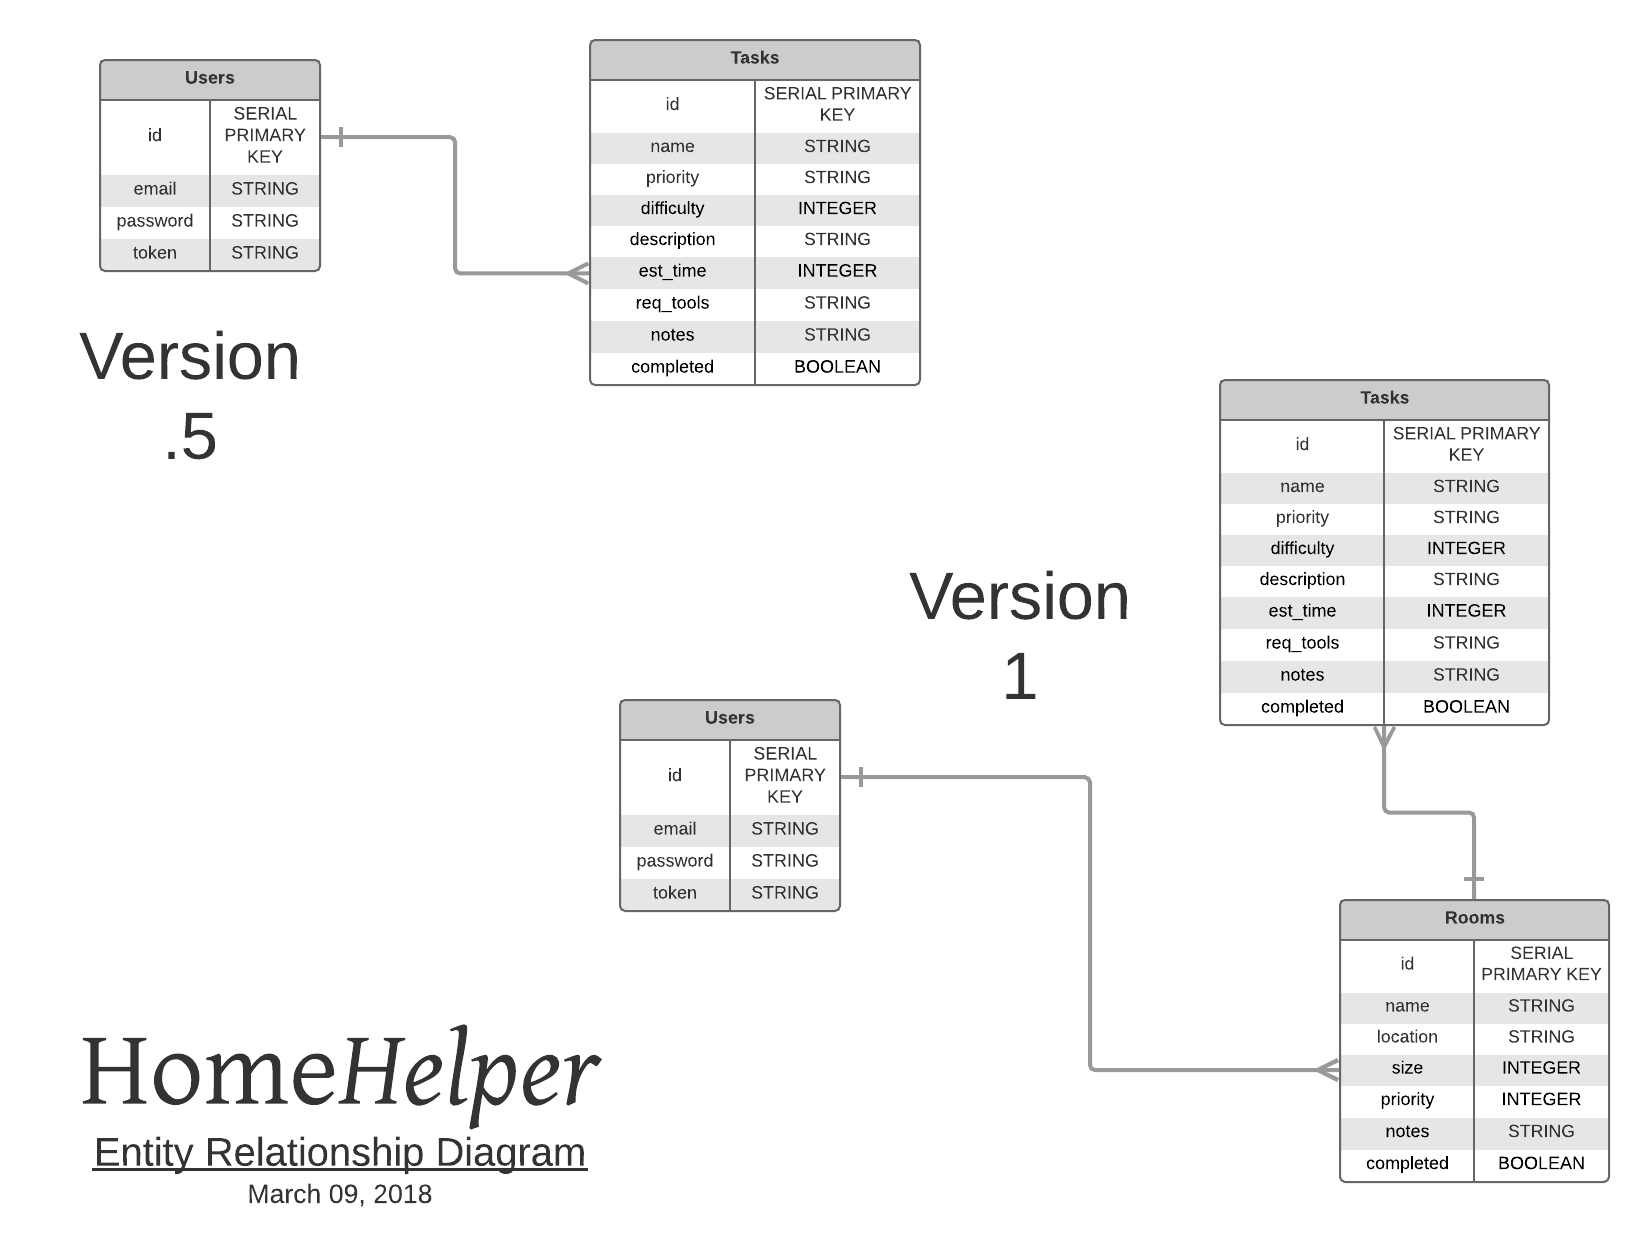 Users
id SERIAL
PRIMARY
KEY
email STRING
password STRING
token STRING
Version
.5
Tasks
id SERIAL PRIMARY
KEY
name STRING
priority STRING
difficulty INTEGER
description STRING
est_time INTEGER
req_tools STRING
notes STRING
completed BOOLEAN
Version
1
Users
id SERIAL
PRIMARY
KEY
email STRING
password STRING
token STRING
Tasks
id SERIAL PRIMARY
KEY
name STRING
priority STRING
difficulty INTEGER
description STRING
est_time INTEGER
req_tools STRING
notes STRING
completed BOOLEAN
Rooms
id SERIAL
PRIMARY KEY
name STRING
location STRING
size INTEGER
priority INTEGER
notes STRING
completed BOOLEAN
HomeHelper
Entity Relationship Diagram
March 09, 2018